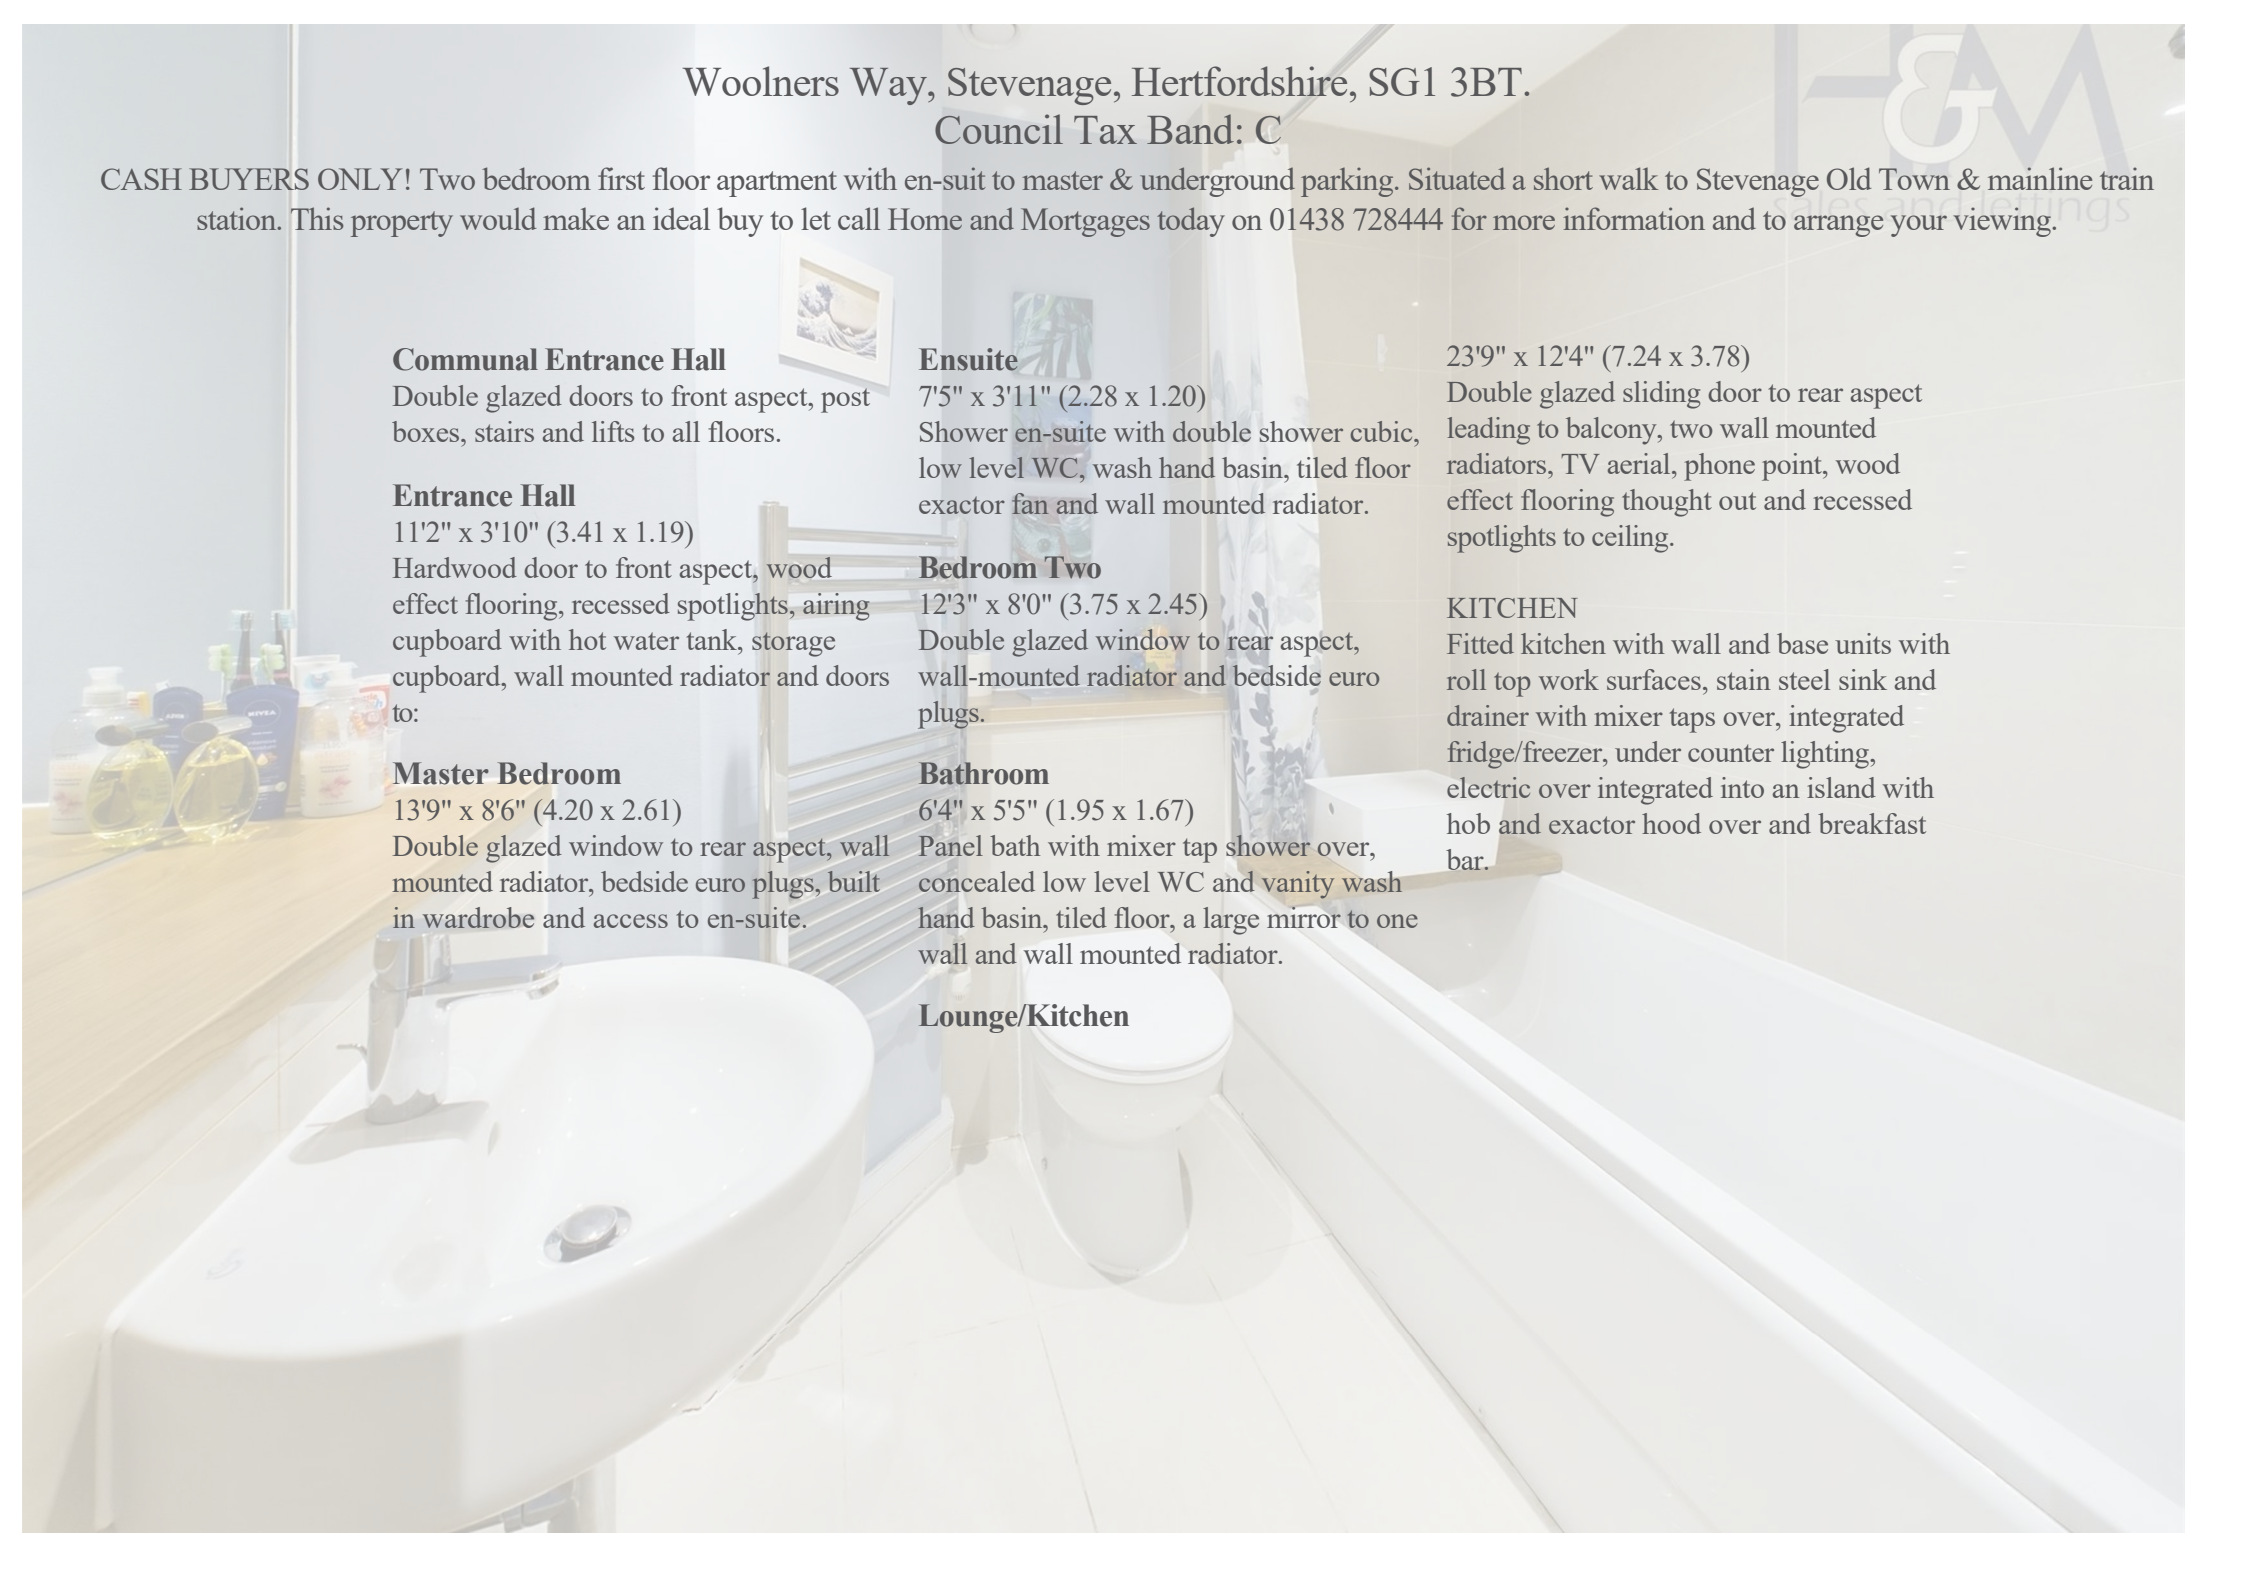 Woolners Way, Stevenage, Hertfordshire, SG1 3BT.
Council Tax Band: C
CASH BUYERS ONLY! Two bedroom first floor apartment with en-suit to master & underground parking. Situated a short walk to Stevenage Old Town & mainline train
station. This property would make an ideal buy to let call Home and Mortgages today on 01438 728444 for more information and to arrange your viewing.
H&M
sales and lettings
Communal Entrance Hall
Double glazed doors to front aspect, post
boxes, stairs and lifts to all floors.
Entrance Hall
11'2" x 3'10" (3.41 x 1.19)
Hardwood door to front aspect, wood
effect flooring, recessed spotlights, airing
cupboard with hot water tank, storage
cupboard, wall mounted radiator and doors
to:
Master Bedroom
13'9" x 8'6" (4.20 x 2.61)
Double glazed window to rear aspect, wall
mounted radiator, bedside euro plugs, built
in wardrobe and access to en-suite.
Ensuite
7'5" x 3'11" (2.28 x 1.20)
Shower en-suite with double shower cubic,
low level WC, wash hand basin, tiled floor
exactor fan and wall mounted radiator.
Bedroom Two
12'3" x 8'0" (3.75 x 2.45)
Double glazed window to rear aspect,
wall-mounted radiator and bedside euro
plugs.
Bathroom
6'4" x 5'5" (1.95 x 1.67)
Panel bath with mixer tap shower over,
concealed low level WC and vanity wash
hand basin, tiled floor, a large mirror to one
wall and wall mounted radiator.
Lounge/Kitchen
23'9" x 12'4" (7.24 x 3.78)
Double glazed sliding door to rear aspect
leading to balcony, two wall mounted
radiators, TV aerial, phone point, wood
effect flooring thought out and recessed
spotlights to ceiling.
KITCHEN
Fitted kitchen with wall and base units with
roll top work surfaces, stain steel sink and
drainer with mixer taps over, integrated
fridge/freezer, under counter lighting,
electric over integrated into an island with
hob and exactor hood over and breakfast
bar.
NIVEA